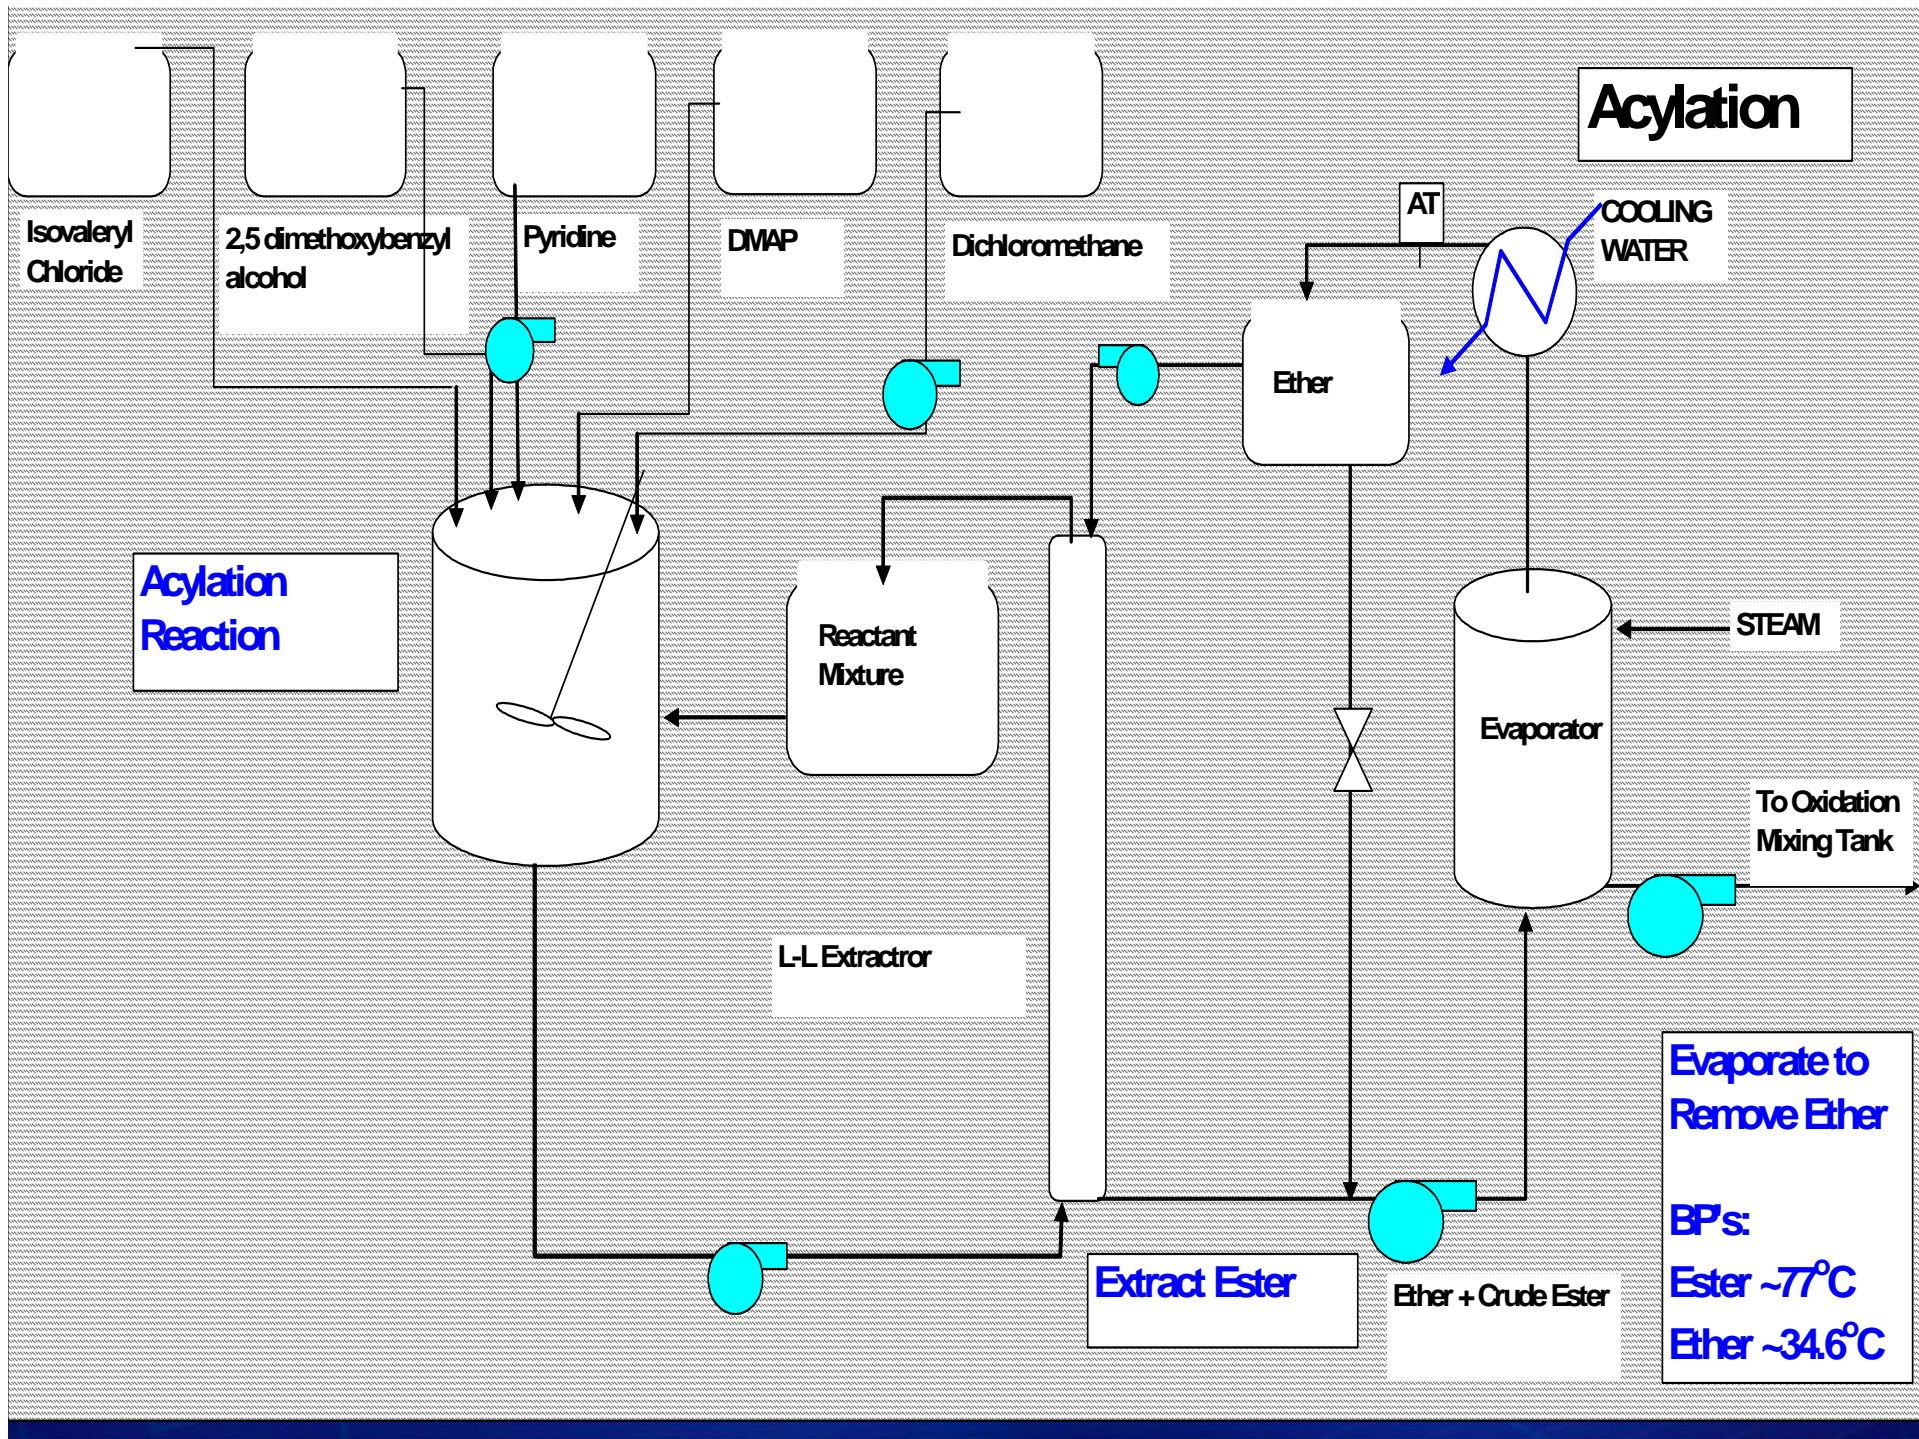 Acylation
Isovaleryl
Chloride
2,5 dimethoxybenzyl
alcohol
Pyridine
DMAP
Dichloromethane
AT
COOLING
WATER
Ether
Acylation
Reaction
Reactant
Mixture
STEAM
Evaporator
To Oxidation
Mixing Tank
L-L Extractror
Extract Ester
Ether + Crude Ester
Evaporate to
Remove Ether
BP's:
Ester ~77°C
Ether ~34.6°C